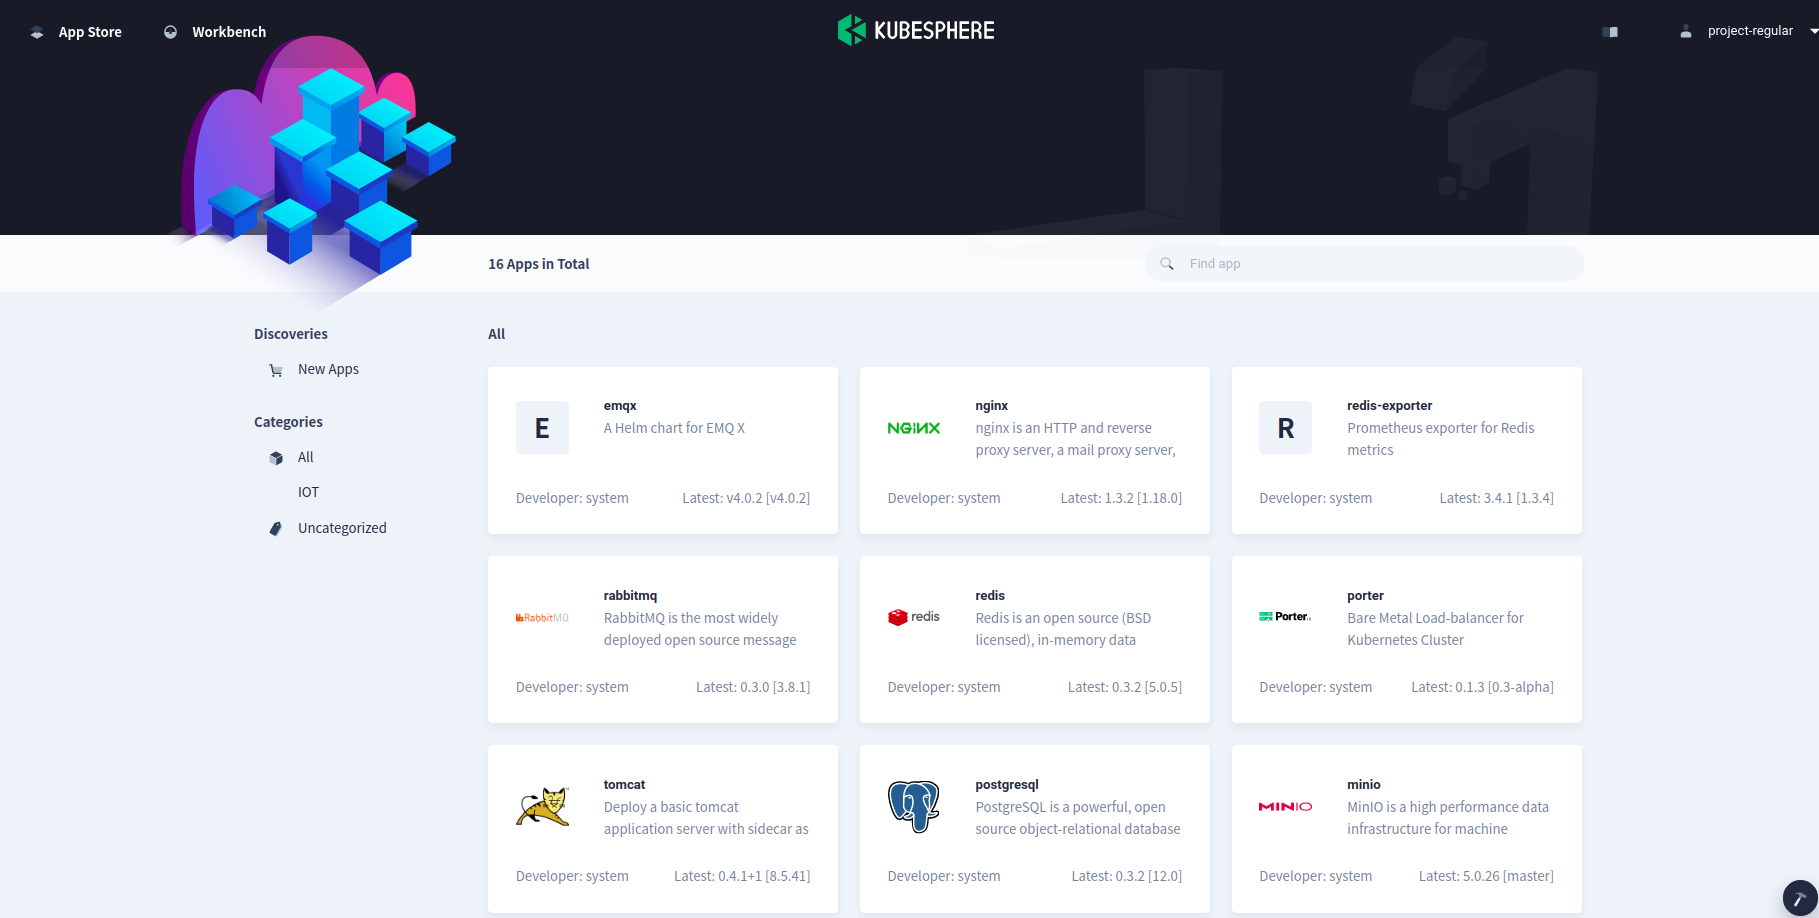 App Store
Workbench
KUBESPHERE
project-regular
16 Apps in Total
Find app
Discoveries
New Apps
Categories
All
IOT
Uncategorized
All
E
emqx
A Helm chart for EMQ X
Developer: system
Latest: v4.0.2 [v4.0.2]
NGINX
nginx
nginx is an HTTP and reverse
proxy server, a mail proxy server,
Developer: system
Latest: 1.3.2 [1.18.0]
R
redis-exporter
Prometheus exporter for Redis
metrics
Developer: system
Latest: 3.4.1 [1.3.4]
RabbitMQ
rabbitmq
RabbitMQ is the most widely
deployed open source message
Developer: system
Latest: 0.3.0 [3.8.1]
redis
redis
Redis is an open source (BSD
licensed), in-memory data
Developer: system
Latest: 0.3.2 [5.0.5]
Porter
porter
Bare Metal Load-balancer for
Kubernetes Cluster
Developer: system
Latest: 0.1.3 [0.3-alpha]
tomcat
Deploy a basic tomcat
application server with sidecar as
Developer: system
Latest: 0.4.1+1 [8.5.41]
postgresql
PostgreSQL is a powerful, open
source object-relational database
Developer: system
Latest: 0.3.2 [12.0]
MINIO
minio
MinIO is a high performance data
infrastructure for machine
Developer: system
Latest: 5.0.26 [master]